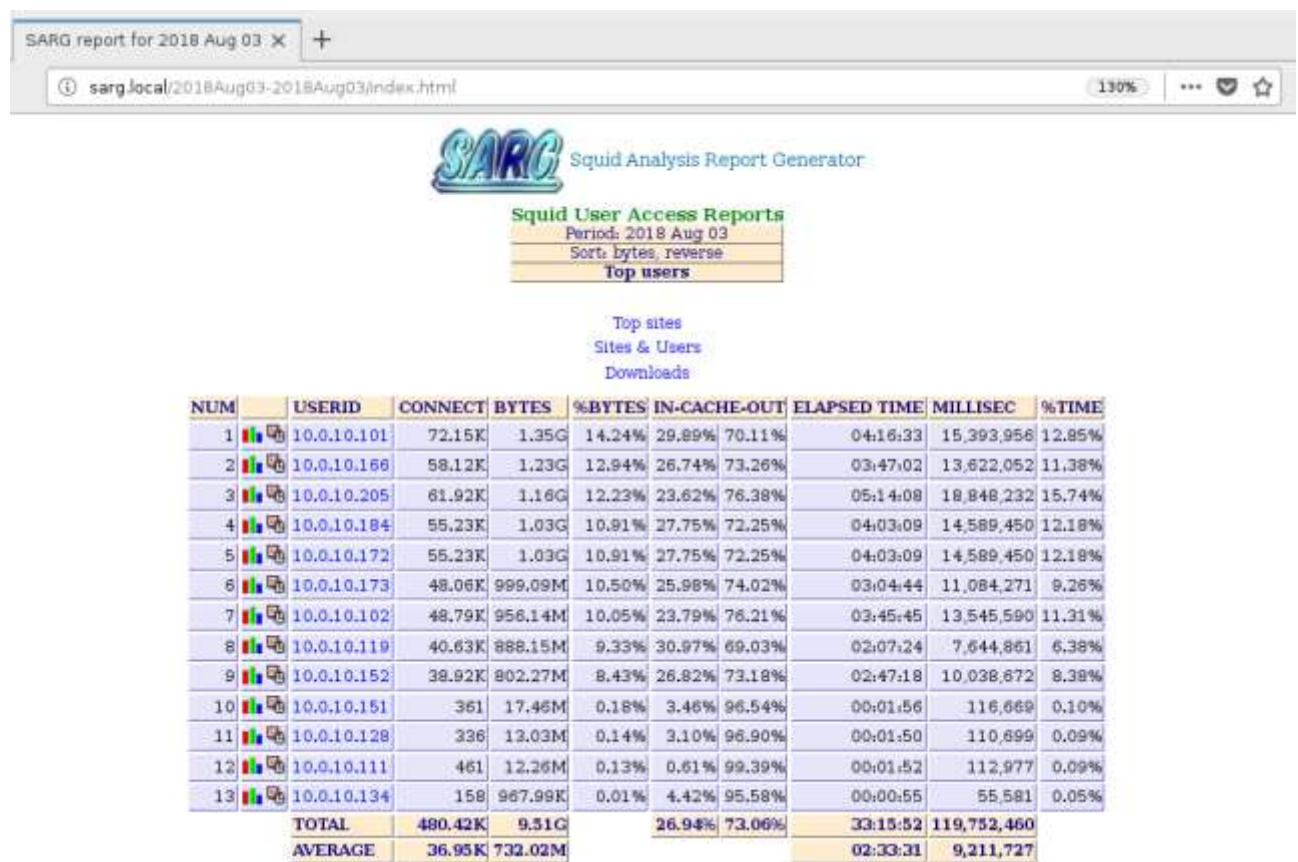 SARG report for 2018 Aug 03 × +
sarg.local/2018Aug03-2018Aug03/index.html 130% ...
SARG Squid Analysis Report Generator
Squid User Access Reports
Period: 2018 Aug 03
Sort: bytes, reverse
Top users
Top sites
Sites & Users
Downloads
NUM USERID CONNECT BYTES %BYTES IN-CACHE-OUT ELAPSED TIME MILLISEC %TIME
1 10.0.10.101 72.15K 1.35G 14.24% 29.89% 70.11% 04:16:33 15,393,956 12.85%
2 10.0.10.166 58.12K 1.23G 12.94% 26.74% 73.26% 03:47:02 13,622,052 11.38%
3 10.0.10.205 61.92K 1.16G 12.23% 23.62% 76.38% 05:14:08 18,848,232 15.74%
4 10.0.10.184 55.23K 1.03G 10.91% 27.75% 72.25% 04:03:09 14,589,450 12.18%
5 10.0.10.172 55.23K 1.03G 10.91% 27.75% 72.25% 04:03:09 14,589,450 12.18%
6 10.0.10.173 48.06K 999.09M 10.50% 25.98% 74.02% 03:04:44 11,084,271 9.26%
7 10.0.10.102 48.79K 956.14M 10.05% 23.79% 76.21% 03:45:45 13,545,590 11.31%
8 10.0.10.119 40.63K 888.15M 9.33% 30.97% 69.03% 02:07:24 7,644,861 6.38%
9 10.0.10.152 38.92K 802.27M 8.43% 26.82% 73.18% 02:47:18 10,038,672 8.38%
10 10.0.10.151 361 17.46M 0.18% 3.46% 96.54% 00:01:56 116,669 0.10%
11 10.0.10.128 336 13.03M 0.14% 3.10% 96.90% 00:01:50 110,699 0.09%
12 10.0.10.111 461 12.26M 0.13% 0.61% 99.39% 00:01:52 112,977 0.09%
13 10.0.10.134 158 967.99K 0.01% 4.42% 95.58% 00:00:55 55,581 0.05%
TOTAL 480.42K 9.51G 26.94% 73.06% 33:15:52 119,752,460
AVERAGE 36.95K 732.02M 02:33:31 9,211,727